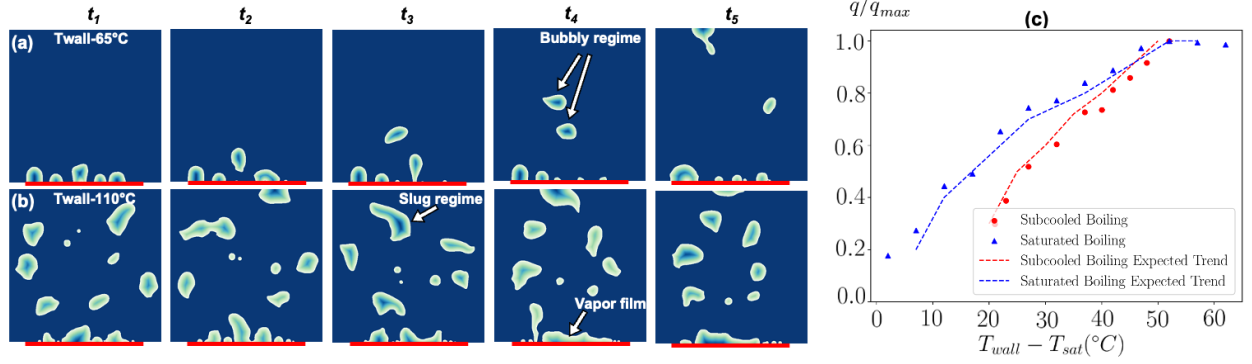 t1 t2 t3 t4 t5
(a) Twall-65°C
Bubbly regime
(b) Twall-110°C
Slug regime
Vapor film
q/qmax
(c)
1.0
0.8
0.6
0.4
0.2
0.0
Subcooled Boiling
Saturated Boiling
Subcooled Boiling Expected Trend
Saturated Boiling Expected Trend
0 10 20 30 40 50 60
Twall − Tsat(°C)